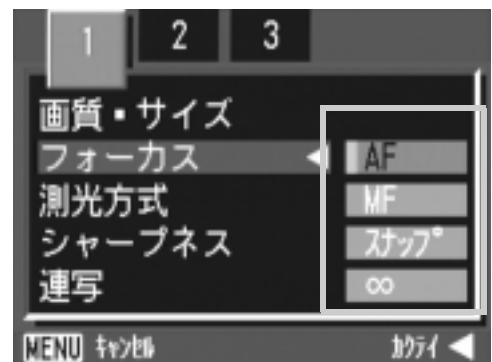 1 2 3
画質・サイズ
フォーカス ◀ AF
測光方式 MF
シャープネス スナップ
連写 ∞
MENU キャンセル カクテイ ◀